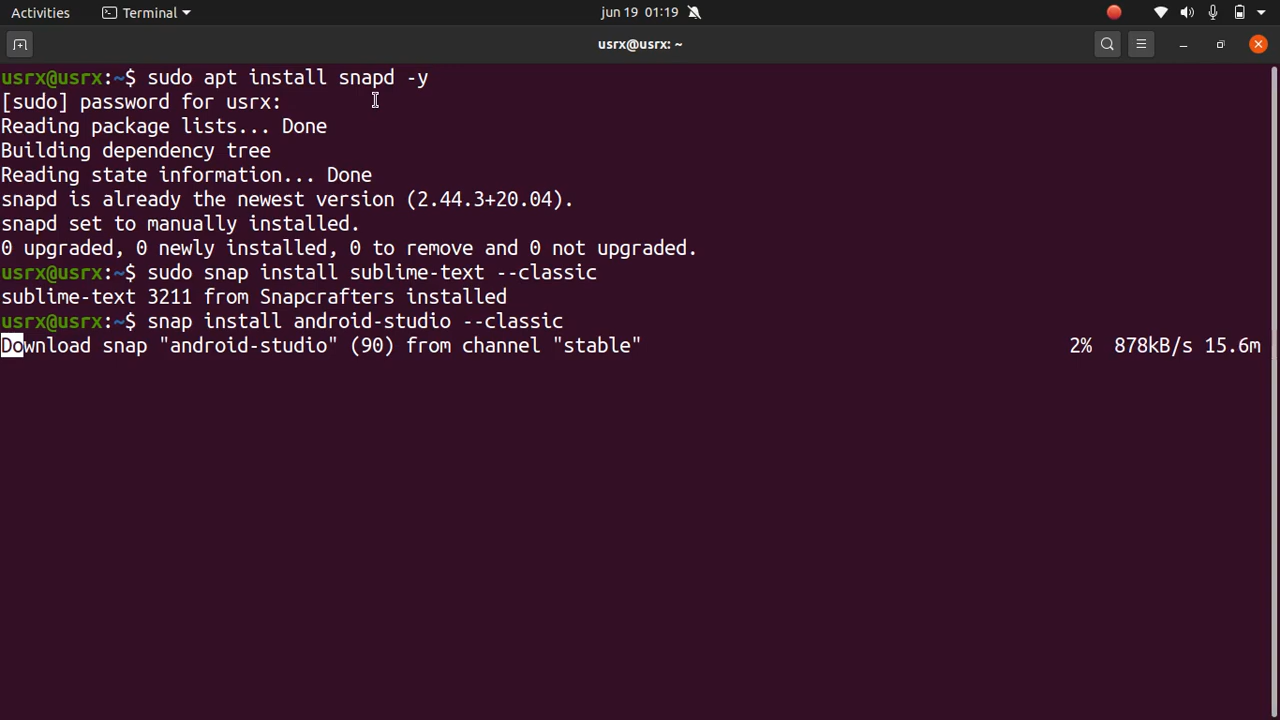 Activities Terminal jun 19 01:19
usrx@usrx: ~
usrx@usrx:~$ sudo apt install snapd -y
[sudo] password for usrx:
Reading package lists... Done
Building dependency tree
Reading state information... Done
snapd is already the newest version (2.44.3+20.04).
snapd set to manually installed.
0 upgraded, 0 newly installed, 0 to remove and 0 not upgraded.
usrx@usrx:~$ sudo snap install sublime-text --classic
sublime-text 3211 from Snapcrafters installed
usrx@usrx:~$ snap install android-studio --classic
Download snap "android-studio" (90) from channel "stable" 2% 878kB/s 15.6m